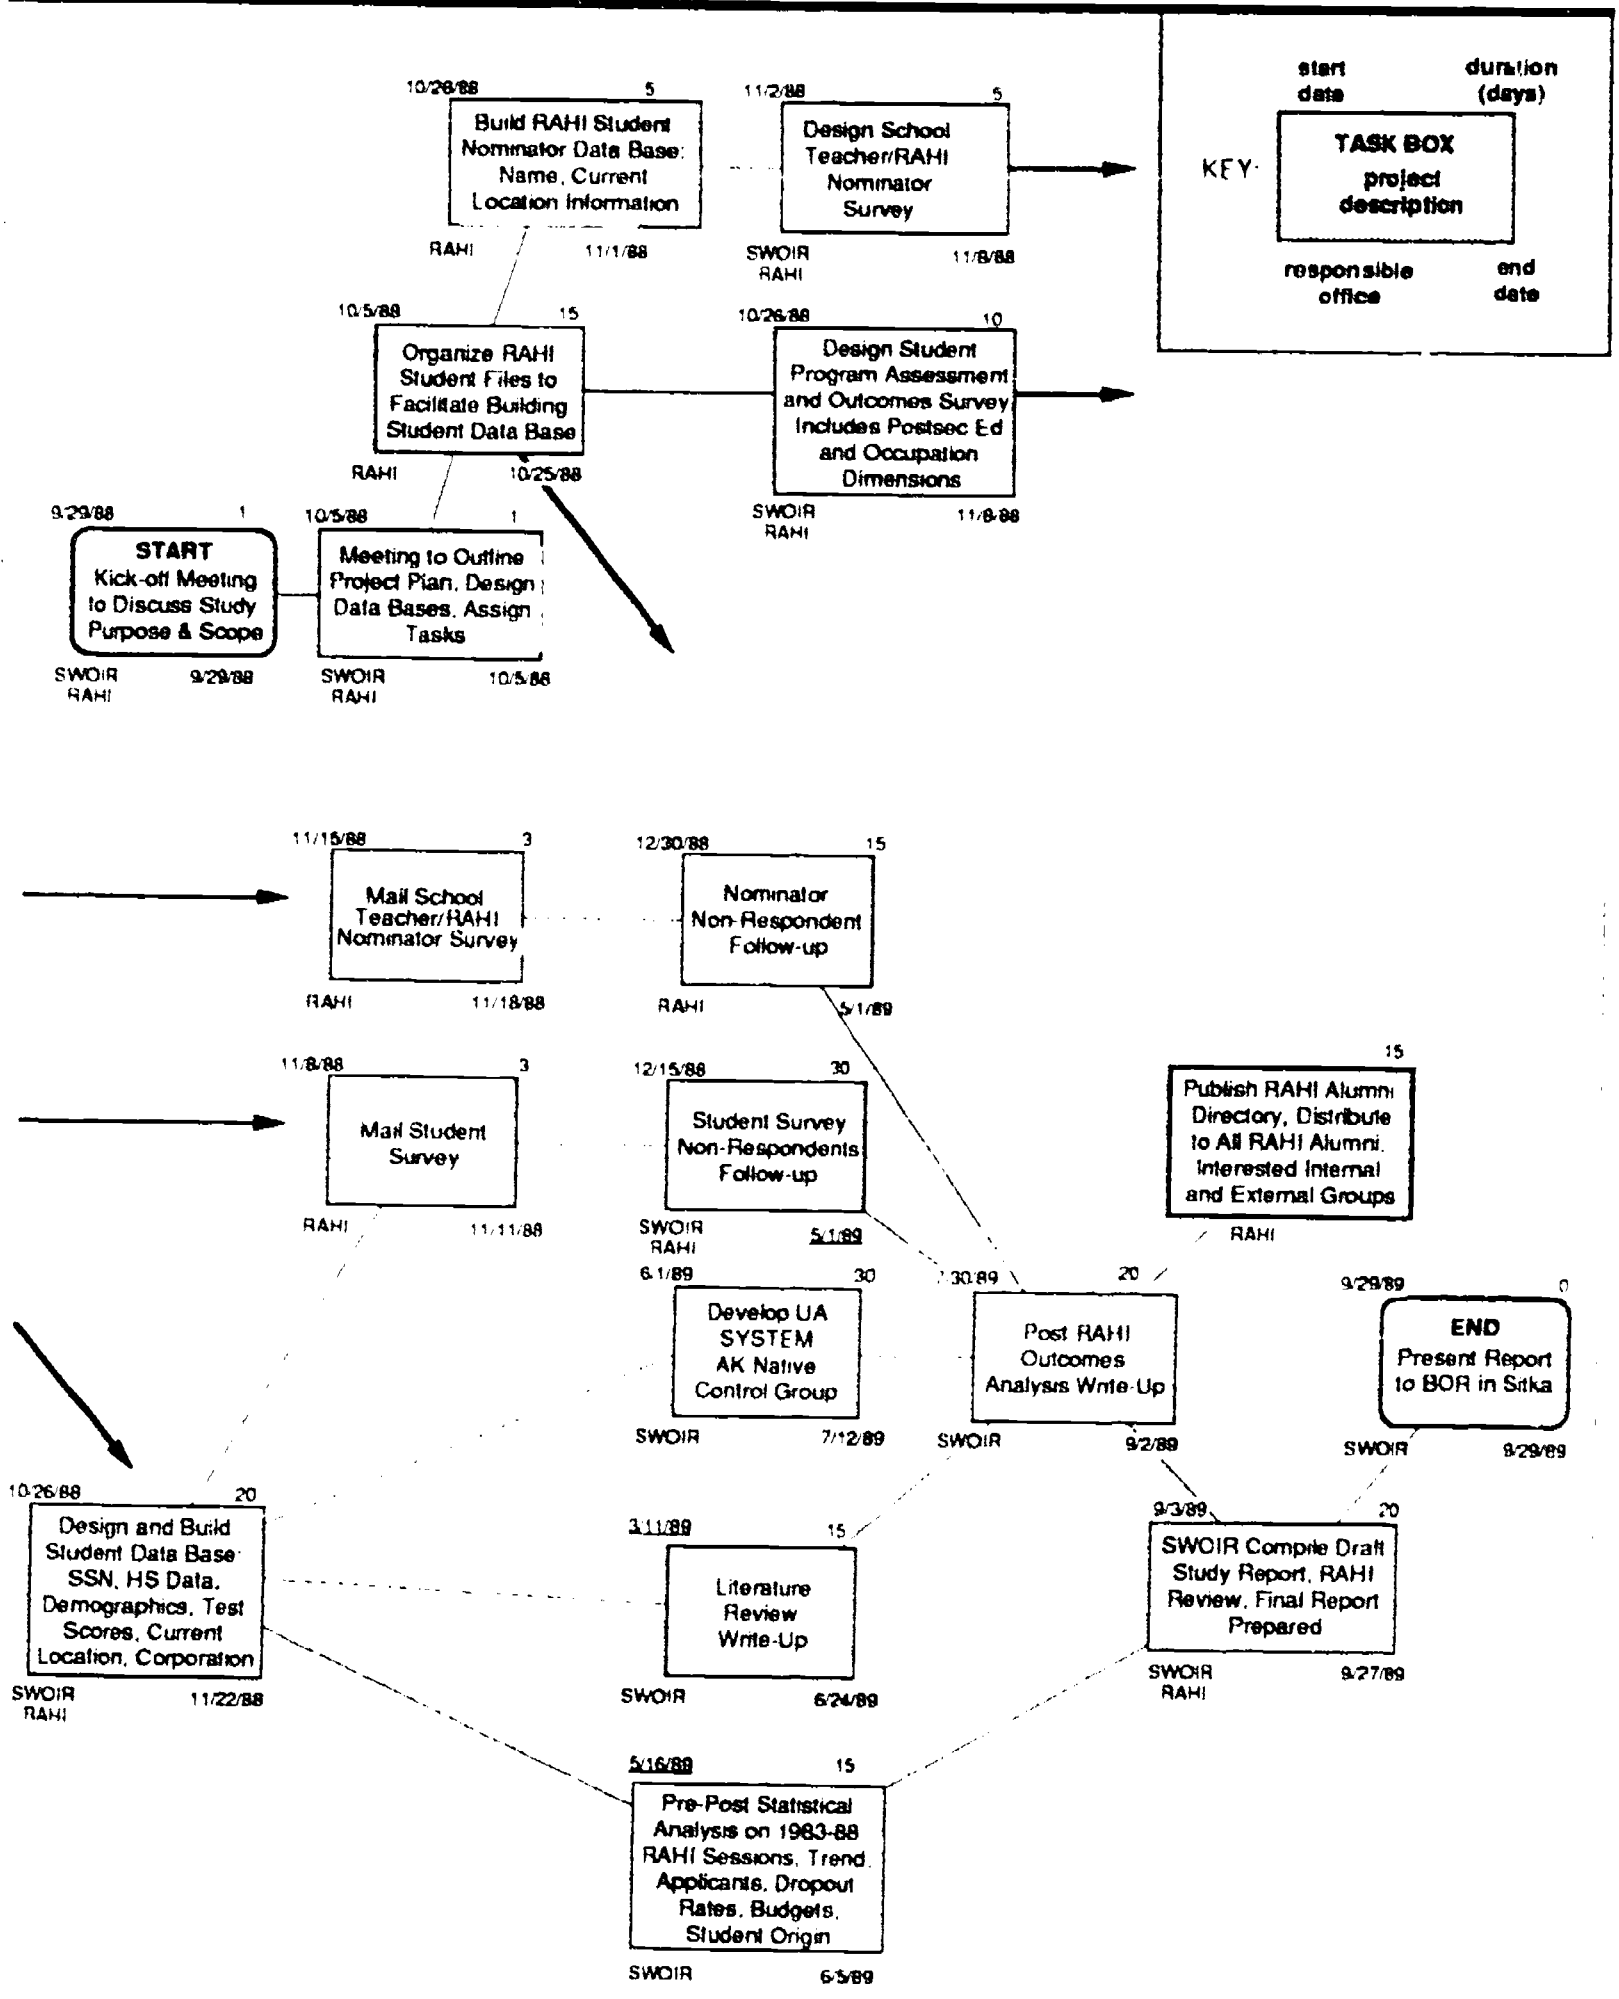 start
date
duration
(days)
KEY:
TASK BOX
project
description
responsible
office
end
date
10/26/88
5
Build RAHI Student
Nominator Data Base:
Name, Current
Location Information
RAHI
11/1/88
11/2/88
5
Design School
Teacher/RAHI
Nominator
Survey
SWOIR
RAHI
11/8/88
10/5/88
15
Organize RAHI
Student Files to
Facilitate Building
Student Data Base
RAHI
10/25/88
10/26/88
10
Design Student
Program Assessment
and Outcomes Survey
Includes Postsec Ed
and Occupation
Dimensions
SWOIR
RAHI
11/8/88
9/29/88
1
START
Kick-off Meeting
to Discuss Study
Purpose & Scope
SWOIR
RAHI
9/29/88
10/5/88
1
Meeting to Outline
Project Plan, Design
Data Bases, Assign
Tasks
SWOIR
RAHI
10/5/88
11/15/88
3
Mail School
Teacher/RAHI
Nominator Survey
RAHI
11/18/88
12/30/88
15
Nominator
Non-Respondent
Follow-up
RAHI
5/1/89
11/8/88
3
Mail Student
Survey
RAHI
11/11/88
12/15/88
30
Student Survey
Non-Respondents
Follow-up
SWOIR
RAHI
5/1/89
15
Publish RAHI Alumni
Directory, Distribute
to All RAHI Alumni,
Interested Internal
and External Groups
RAHI
6/1/89
30
Develop UA
SYSTEM
AK Native
Control Group
SWOIR
7/12/89
20
Post RAHI
Outcomes
Analysis Write-Up
SWOIR
9/2/89
9/29/89
0
END
Present Report
to BOR in Sitka
SWOIR
9/29/89
10/26/88
20
Design and Build
Student Data Base:
SSN, HS Data,
Demographics, Test
Scores, Current
Location, Corporation
SWOIR
RAHI
11/22/88
3/11/89
15
Literature
Review
Write-Up
SWOIR
6/24/89
9/3/89
20
SWOIR Compile Draft
Study Report, RAHI
Review, Final Report
Prepared
SWOIR
RAHI
9/27/89
5/16/89
15
Pre-Post Statistical
Analysis on 1983-88
RAHI Sessions, Trend
Applicants, Dropout
Rates, Budgets,
Student Origin
SWOIR
6/5/89